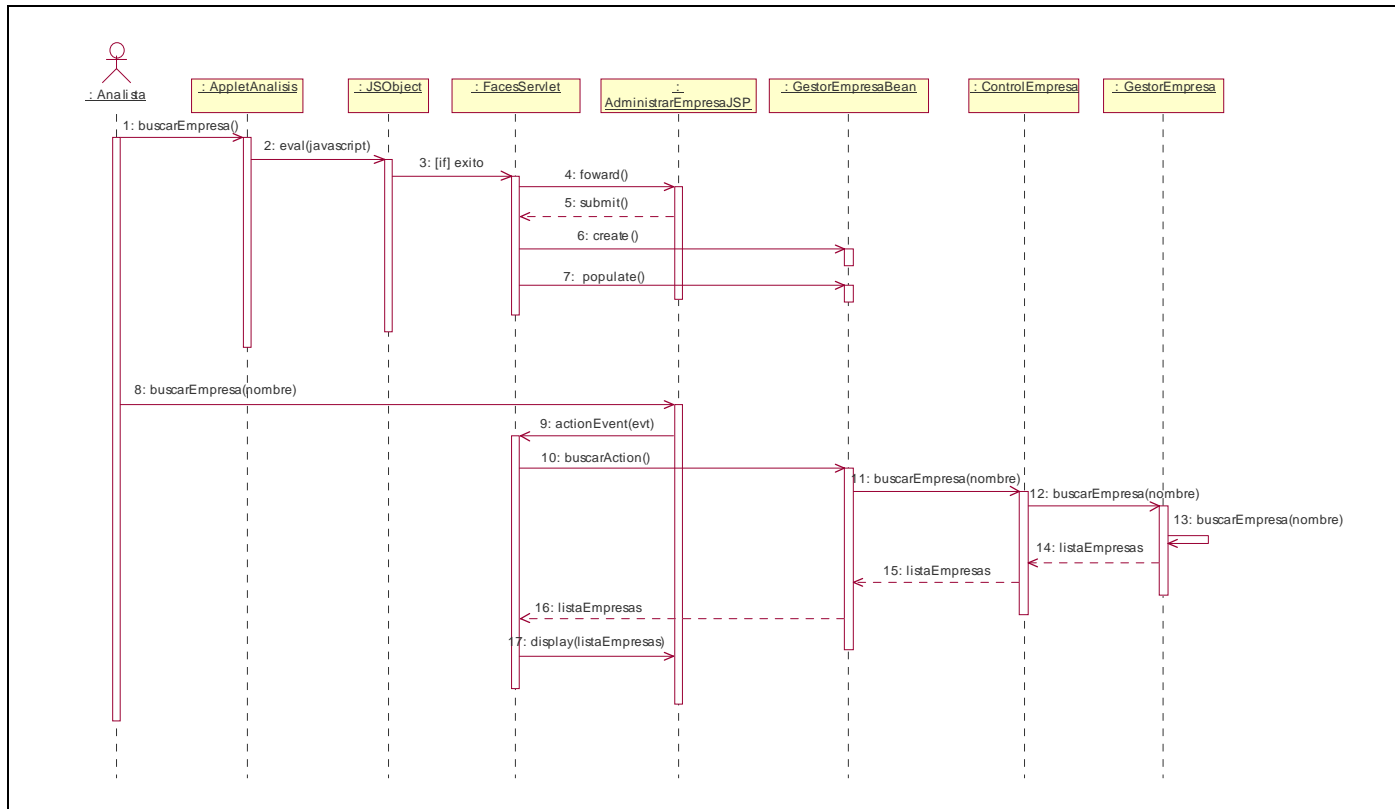 : Analista
: AppletAnalisis
: JSObject
: FacesServlet
:
AdministrarEmpresaJSP
: GestorEmpresaBean
: ControlEmpresa
: GestorEmpresa
1: buscarEmpresa()
2: eval(javascript)
3: [if] exito
4: foward()
5: submit()
6: create()
7: populate()
8: buscarEmpresa(nombre)
9: actionEvent(evt)
10: buscarAction()
11: buscarEmpresa(nombre)
12: buscarEmpresa(nombre)
13: buscarEmpresa(nombre)
14: listaEmpresas
15: listaEmpresas
16: listaEmpresas
17: display(listaEmpresas)